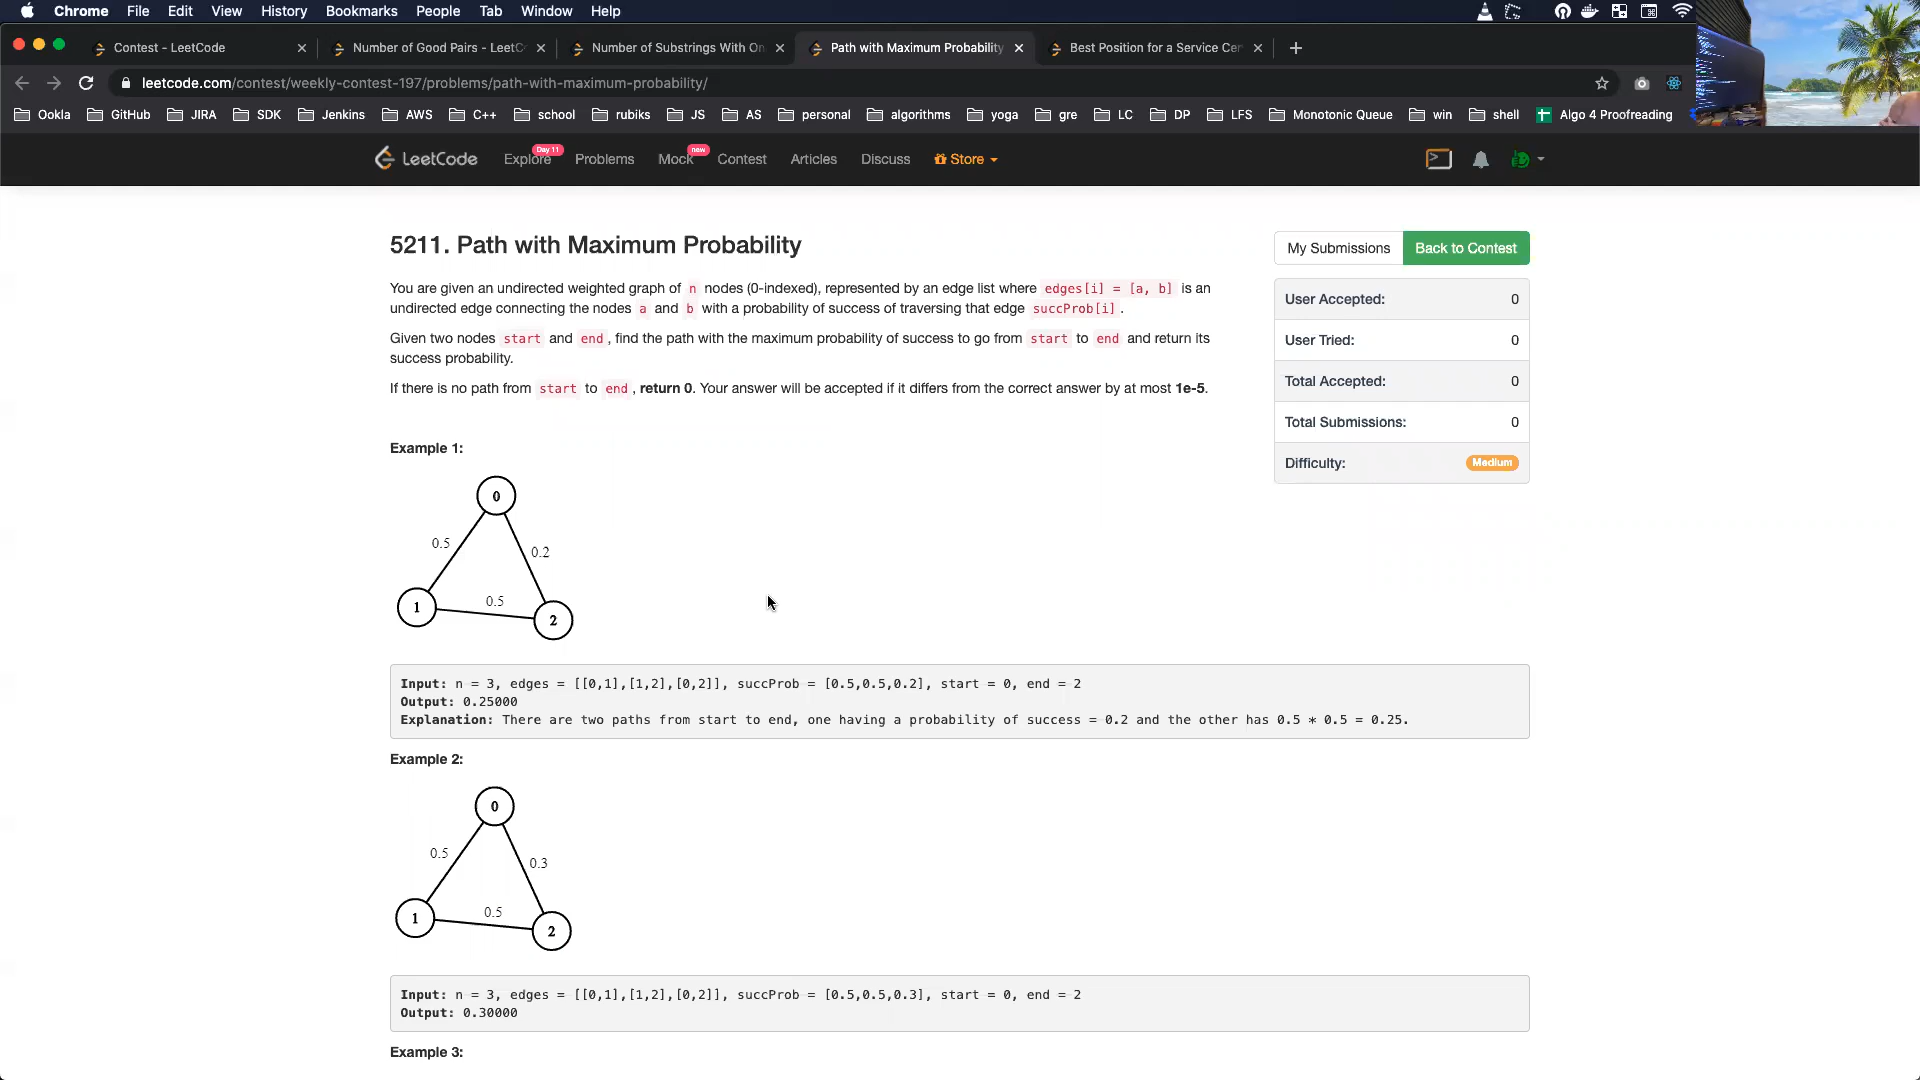 Chrome File Edit View History Bookmarks People Tab Window Help
Contest - LeetCode
Number of Good Pairs - LeetC
Number of Substrings With On
Path with Maximum Probability
Best Position for a Service Cer
leetcode.com/contest/weekly-contest-197/problems/path-with-maximum-probability/
Ookla GitHub JIRA SDK Jenkins AWS C++ school rubiks JS AS personal algorithms yoga gre LC DP LFS Monotonic Queue win shell Algo 4 Proofreading
LeetCode Explore Day 11 Problems Mock new Contest Articles Discuss Store
5211. Path with Maximum Probability
You are given an undirected weighted graph of n nodes (0-indexed), represented by an edge list where edges[i] = [a, b] is an
undirected edge connecting the nodes a and b with a probability of success of traversing that edge succProb[i] .
Given two nodes start and end , find the path with the maximum probability of success to go from start to end and return its
success probability.
If there is no path from start to end , return 0. Your answer will be accepted if it differs from the correct answer by at most 1e-5.
My Submissions Back to Contest
User Accepted: 0
User Tried: 0
Total Accepted: 0
Total Submissions: 0
Difficulty: Medium
Example 1:
0
0.5 0.2
1 0.5 2
Input: n = 3, edges = [[0,1],[1,2],[0,2]], succProb = [0.5,0.5,0.2], start = 0, end = 2
Output: 0.25000
Explanation: There are two paths from start to end, one having a probability of success = 0.2 and the other has 0.5 * 0.5 = 0.25.
Example 2:
0
0.5 0.3
1 0.5 2
Input: n = 3, edges = [[0,1],[1,2],[0,2]], succProb = [0.5,0.5,0.3], start = 0, end = 2
Output: 0.30000
Example 3: